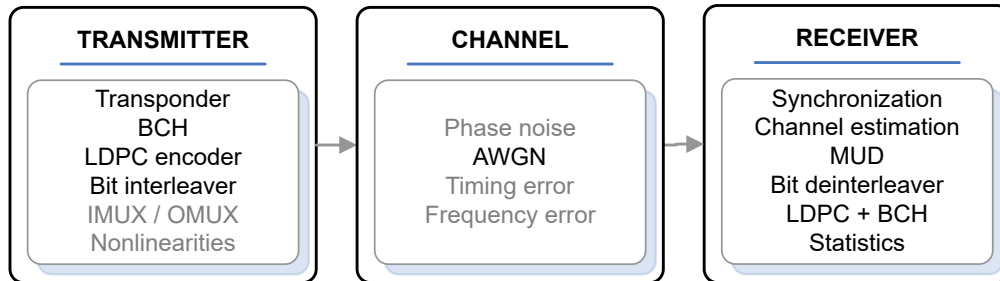 TRANSMITTER
Transponder
BCH
LDPC encoder
Bit interleaver
IMUX / OMUX
Nonlinearities
CHANNEL
Phase noise
AWGN
Timing error
Frequency error
RECEIVER
Synchronization
Channel estimation
MUD
Bit deinterleaver
LDPC + BCH
Statistics